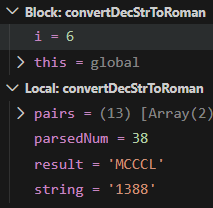 Block: convertDecStrToRoman
i = 6
this = global
Local: convertDecStrToRoman
pairs = (13) [Array(2)
parsedNum = 38
result = 'MCCCL'
string = '1388'